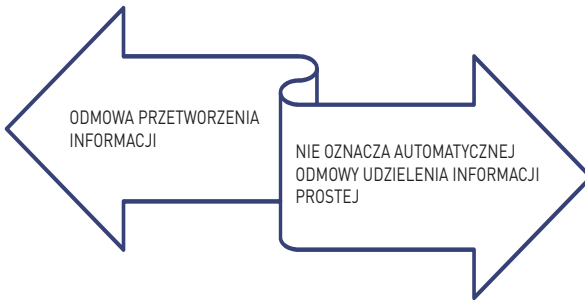 ODMOWA PRZETWORZENIA
INFORMACJI
NIE OZNACZA AUTOMATYCZNEJ
ODMOWY UDZIELENIA INFORMACJI
PROSTEJ